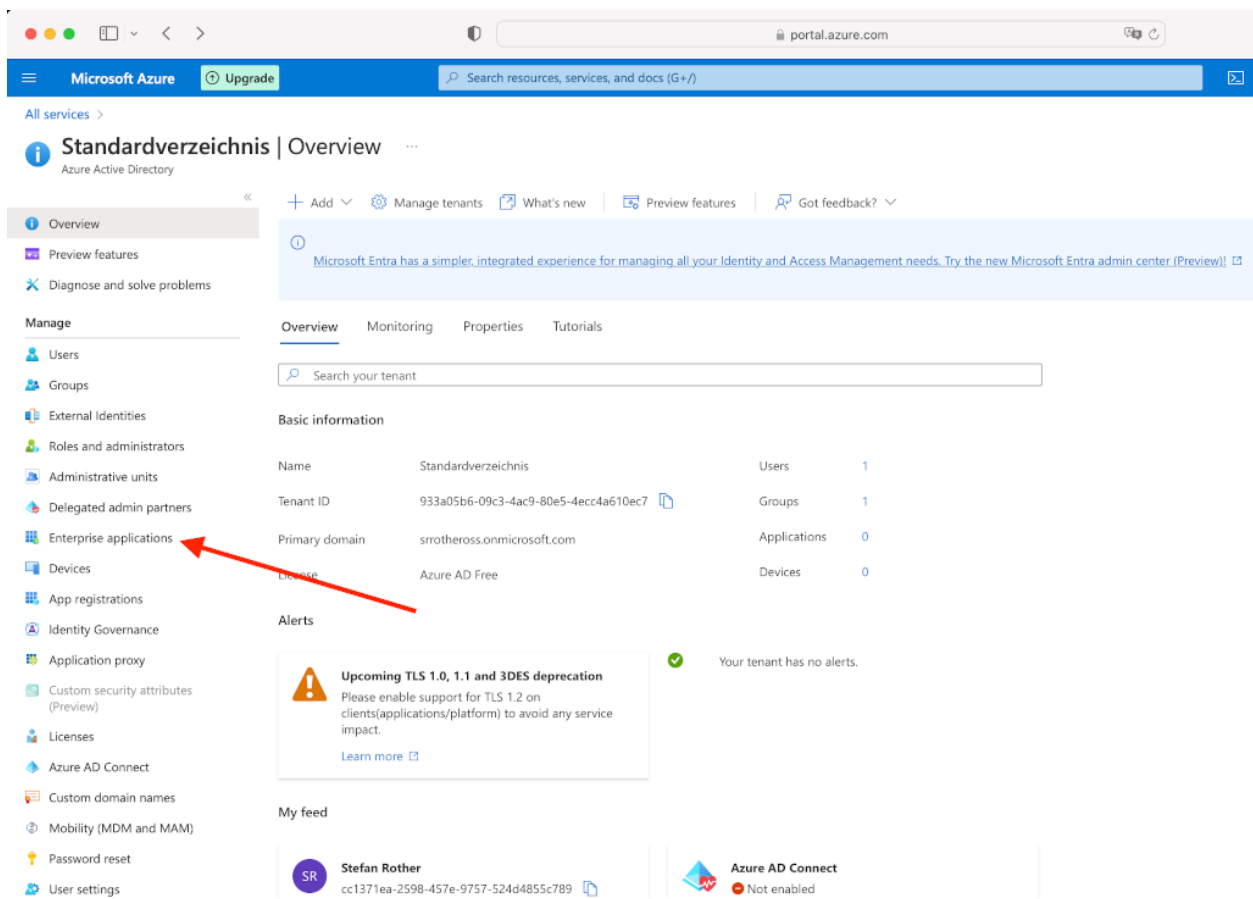 portal.azure.com
Microsoft Azure
Upgrade
Search resources, services, and docs (G+/)
All services >
Standardverzeichnis | Overview ...
Azure Active Directory
«
Overview
Preview features
Diagnose and solve problems
Manage
Users
Groups
External Identities
Roles and administrators
Administrative units
Delegated admin partners
Enterprise applications
Devices
App registrations
Identity Governance
Application proxy
Custom security attributes
(Preview)
Licenses
Azure AD Connect
Custom domain names
Mobility (MDM and MAM)
Password reset
User settings
+ Add Manage tenants What's new Preview features Got feedback?
Microsoft Entra has a simpler, integrated experience for managing all your Identity and Access Management needs. Try the new Microsoft Entra admin center (Preview)!
Overview Monitoring Properties Tutorials
Search your tenant
Basic information
Name Standardverzeichnis Users 1
Tenant ID 933a05b6-09c3-4ac9-80e5-4ecc4a610ec7 Groups 1
Primary domain srrotheross.onmicrosoft.com Applications 0
License Azure AD Free Devices 0
Alerts
Upcoming TLS 1.0, 1.1 and 3DES deprecation
Please enable support for TLS 1.2 on
clients(applications/platform) to avoid any service
impact.
Learn more
Your tenant has no alerts.
My feed
SR
Stefan Rother
cc1371ea-2598-457e-9757-524d4855c789
Azure AD Connect
Not enabled